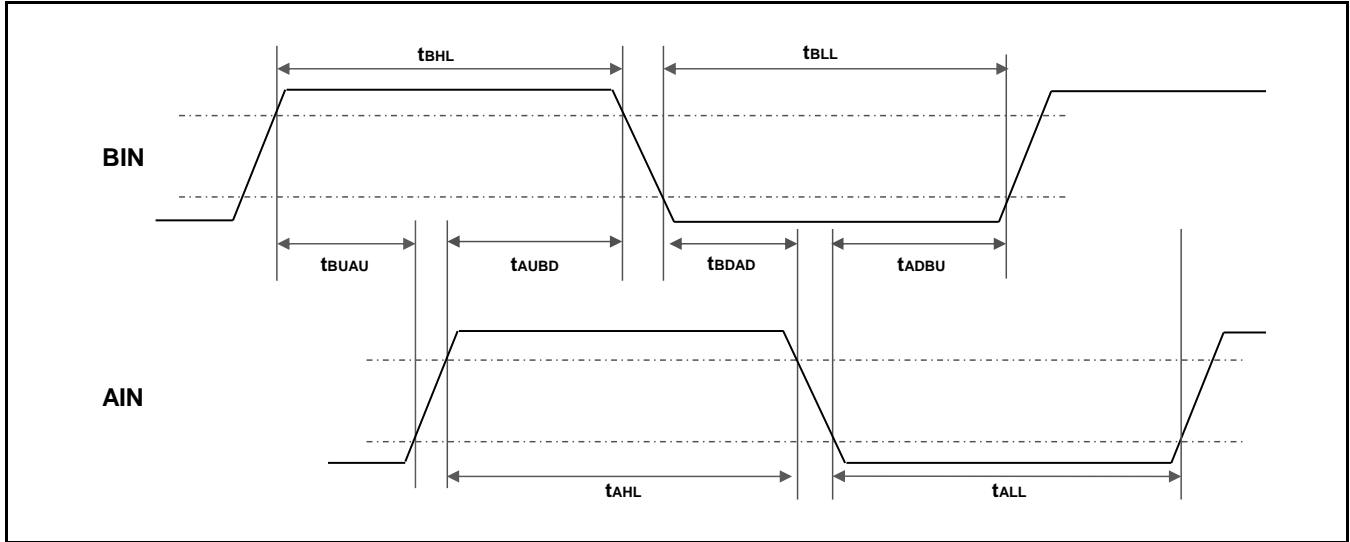 tBHL
tBLL
BIN
tBUAU
tAUBD
tBDAD
tADBU
AIN
tAHL
tALL